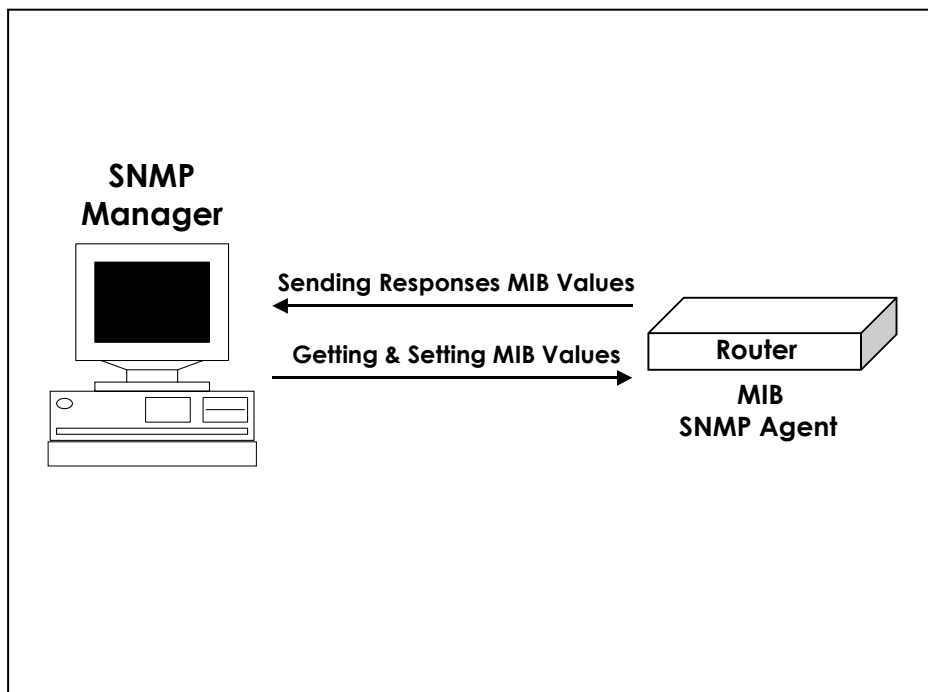 SNMP
Manager
Sending Responses MIB Values
Getting & Setting MIB Values
Router
MIB
SNMP Agent